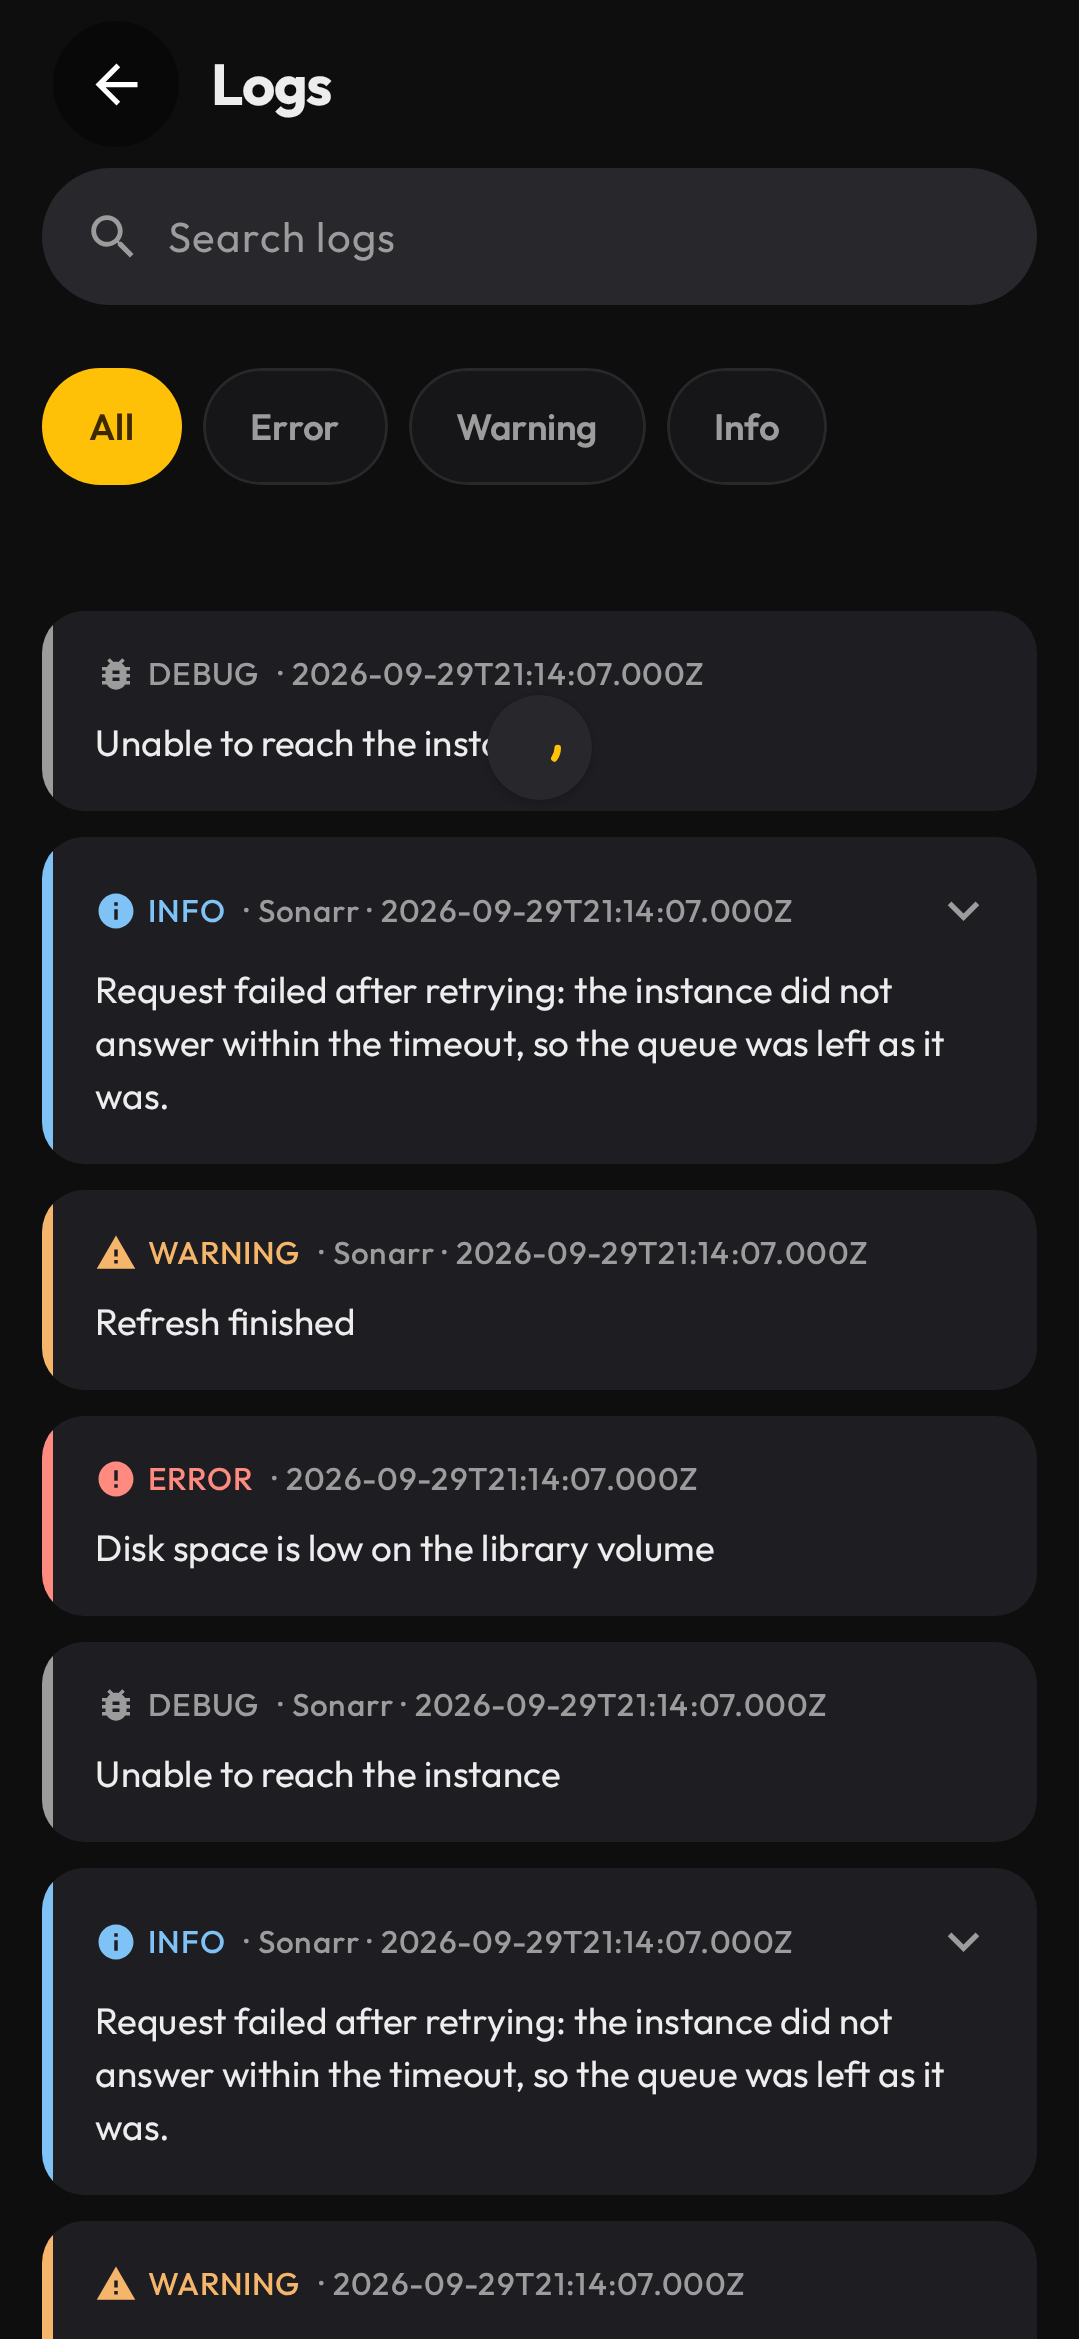 Logs
Search logs
All
Error
Warning
Info
DEBUG · 2026-09-29T21:14:07.000Z
Unable to reach the
INFO · Sonarr · 2026-09-29T21:14:07.000Z
Request failed after retrying: the instance did not
answer within the timeout, so the queue was left as it
was.
WARNING · Sonarr · 2026-09-29T21:14:07.000Z
Refresh finished
ERROR · 2026-09-29T21:14:07.000Z
Disk space is low on the library volume
DEBUG · Sonarr · 2026-09-29T21:14:07.000Z
Unable to reach the instance
INFO · Sonarr · 2026-09-29T21:14:07.000Z
Request failed after retrying: the instance did not
answer within the timeout, so the queue was left as it
was.
WARNING · 2026-09-29T21:14:07.000Z